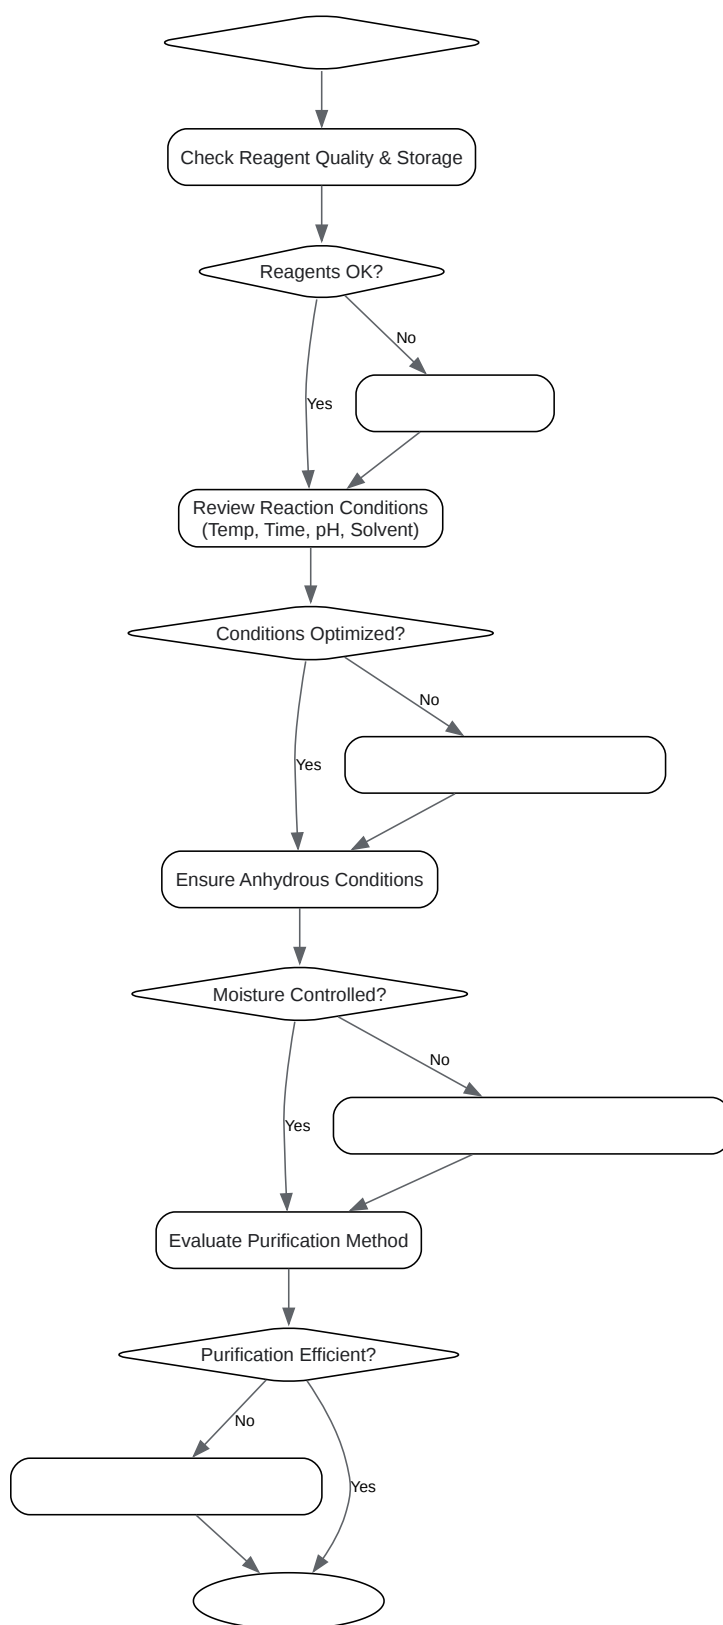 Check Reagent Quality & Storage
Reagents OK?
No
Yes
Review Reaction Conditions
(Temp, Time, pH, Solvent)
Conditions Optimized?
No
Yes
Ensure Anhydrous Conditions
Moisture Controlled?
No
Yes
Evaluate Purification Method
Purification Efficient?
No
Yes